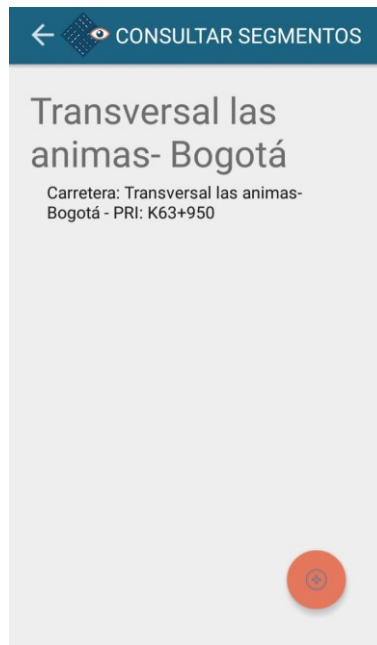 CONSULTAR SEGMENTOS
Transversal las
animas- Bogotá
Carretera: Transversal las animas-
Bogotá - PRI: K63+950